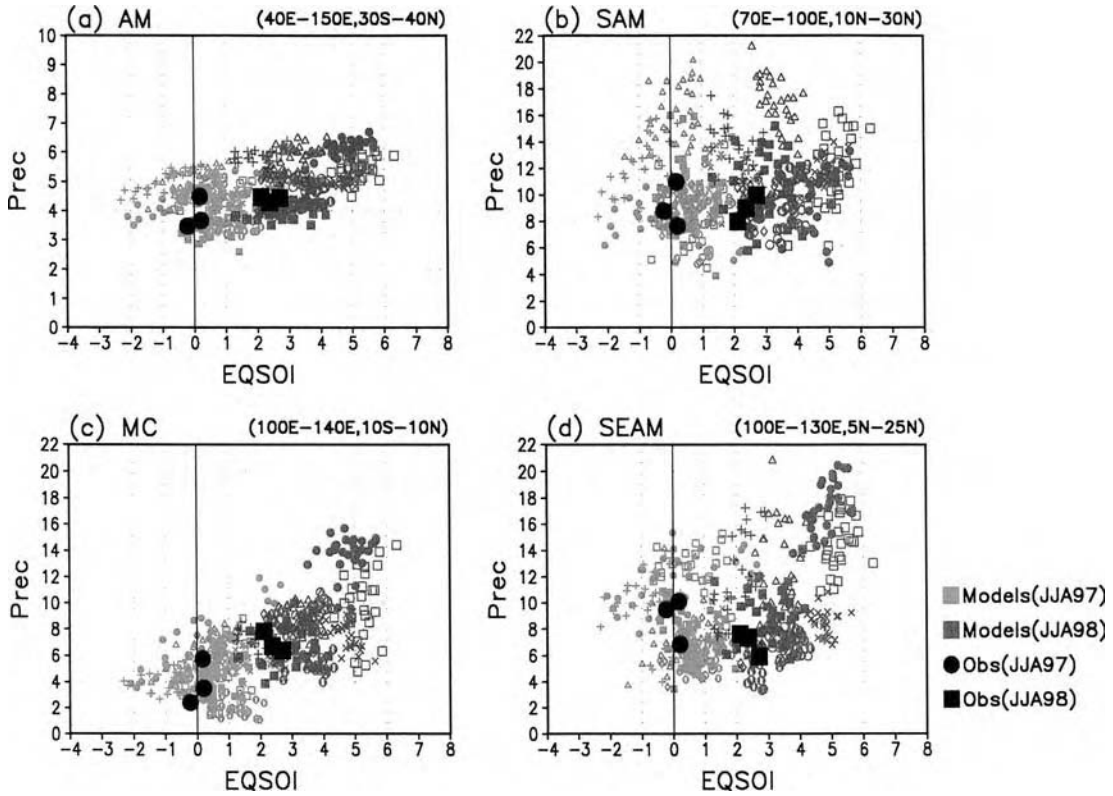 (a) AM (40E-150E,30S-40N)
10
9
8
7
6
5
4
3
2
1
0
Prec
-4 -3 -2 -1 0 1 2 3 4 5 6 7 8
EQSOI
(b) SAM (70E-100E,10N-30N)
22
20
18
16
14
12
10
8
6
4
2
0
Prec
-4 -3 -2 -1 0 1 2 3 4 5 6 7 8
EQSOI
(c) MC (100E-140E,10S-10N)
22
20
18
16
14
12
10
8
6
4
2
0
Prec
-4 -3 -2 -1 0 1 2 3 4 5 6 7 8
EQSOI
(d) SEAM (100E-130E,5N-25N)
22
20
18
16
14
12
10
8
6
4
2
0
Prec
-4 -3 -2 -1 0 1 2 3 4 5 6 7 8
EQSOI
Models(JJA97)
Models(JJA98)
Obs(JJA97)
Obs(JJA98)